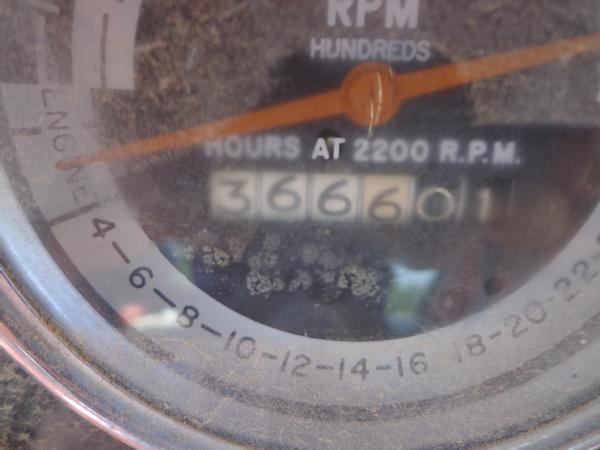 RPM
HUNDREDS
ENGINE
HOURS AT 2200 R.P.M.
366601
4-6-8-10-12-14-16 18-20-22-